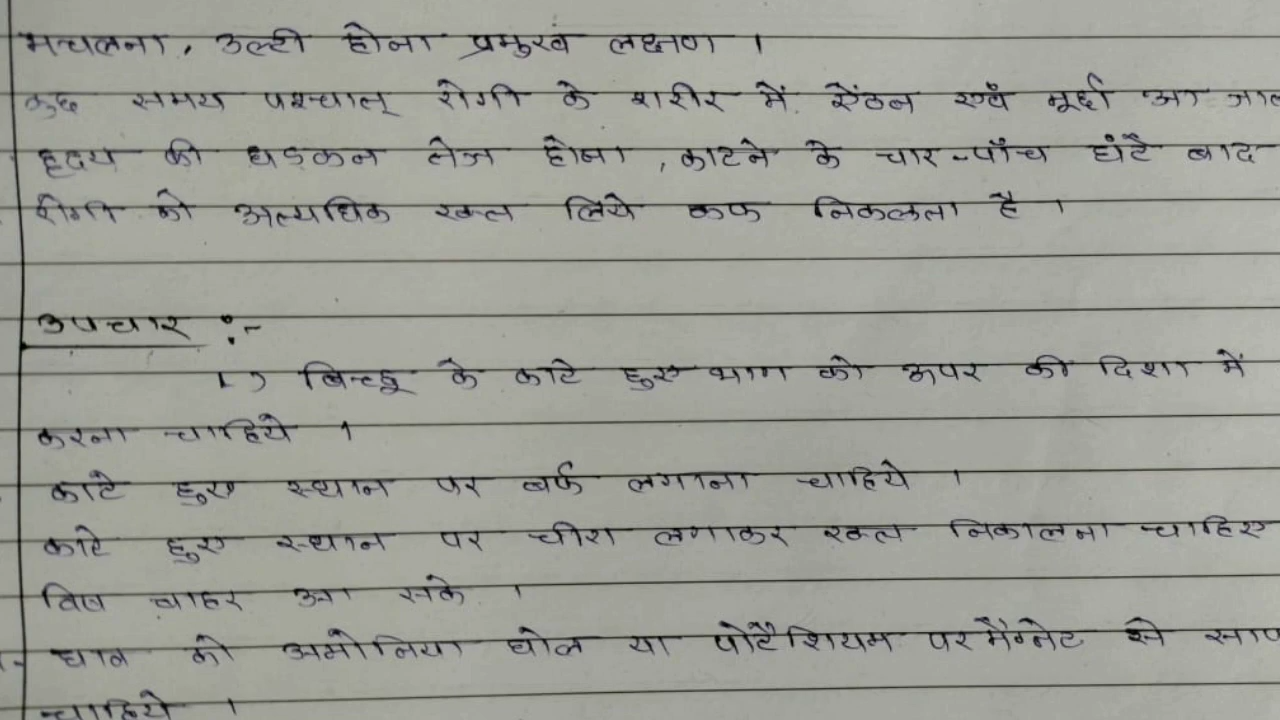 मचलना, उल्टी होना प्रमुख लक्षण ।
कुछ समय पश्चात् रोगी के शरीर में ऐंठन एवं मूर्छा आ जात
हृदय की धड़कन तेज होना, काटने के चार-पाँच घंटे बाद
रोगी को अत्यधिक रक्त लिये कफ निकलता है ।
उपचार :-
1) बिच्छू के काटे हुए भाग को ऊपर की दिशा में
करना चाहिये ।
काटे हुए स्थान पर बर्फ लगाना चाहिये ।
काटे हुए स्थान पर चीरा लगाकर रक्त निकालना चाहिए
विष बाहर आ सके ।
घाव को अमोनिया घोल या पोटैशियम परमैग्नेट से साफ
चाहिये ।